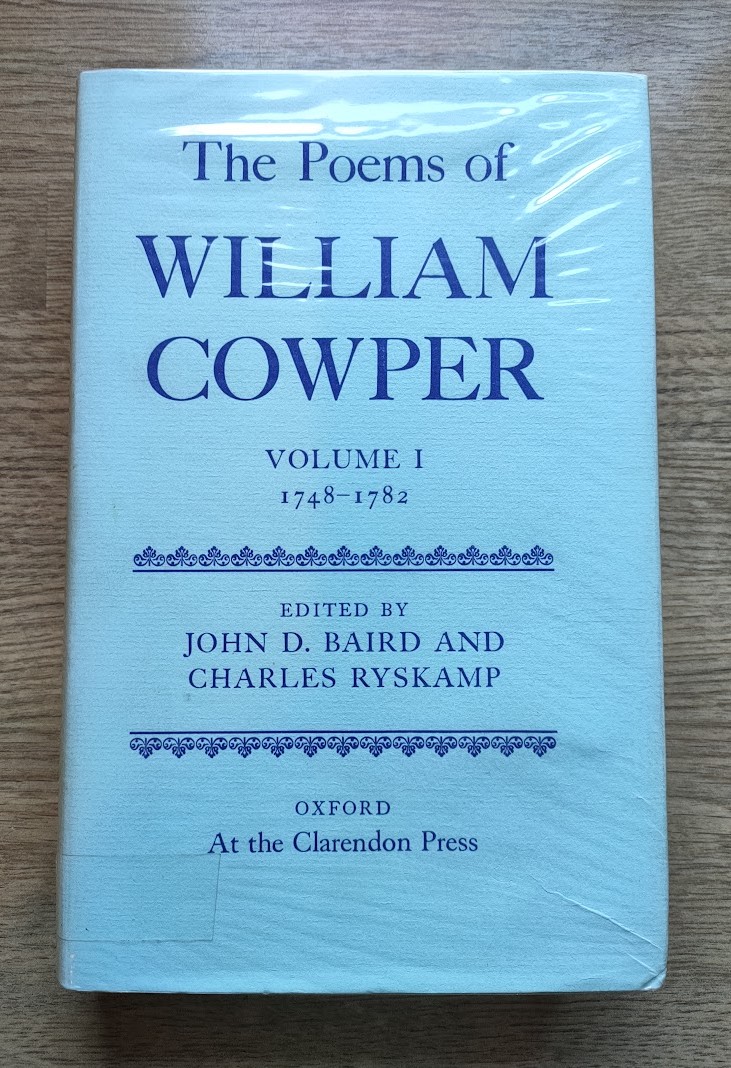 The Poems of
WILLIAM
COWPER
VOLUME I
1748–1782
EDITED BY
JOHN D. BAIRD AND
CHARLES RYSKAMP
OXFORD
At the Clarendon Press